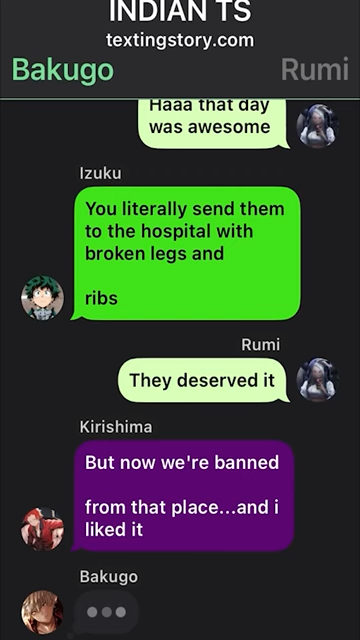 INDIAN TS
textingstory.com
Bakugo
Rumi
Haaa that day
was awesome
Izuku
You literally send them
to the hospital with
broken legs and
ribs
Rumi
They deserved it
Kirishima
But now we're banned
from that place...and i
liked it
Bakugo